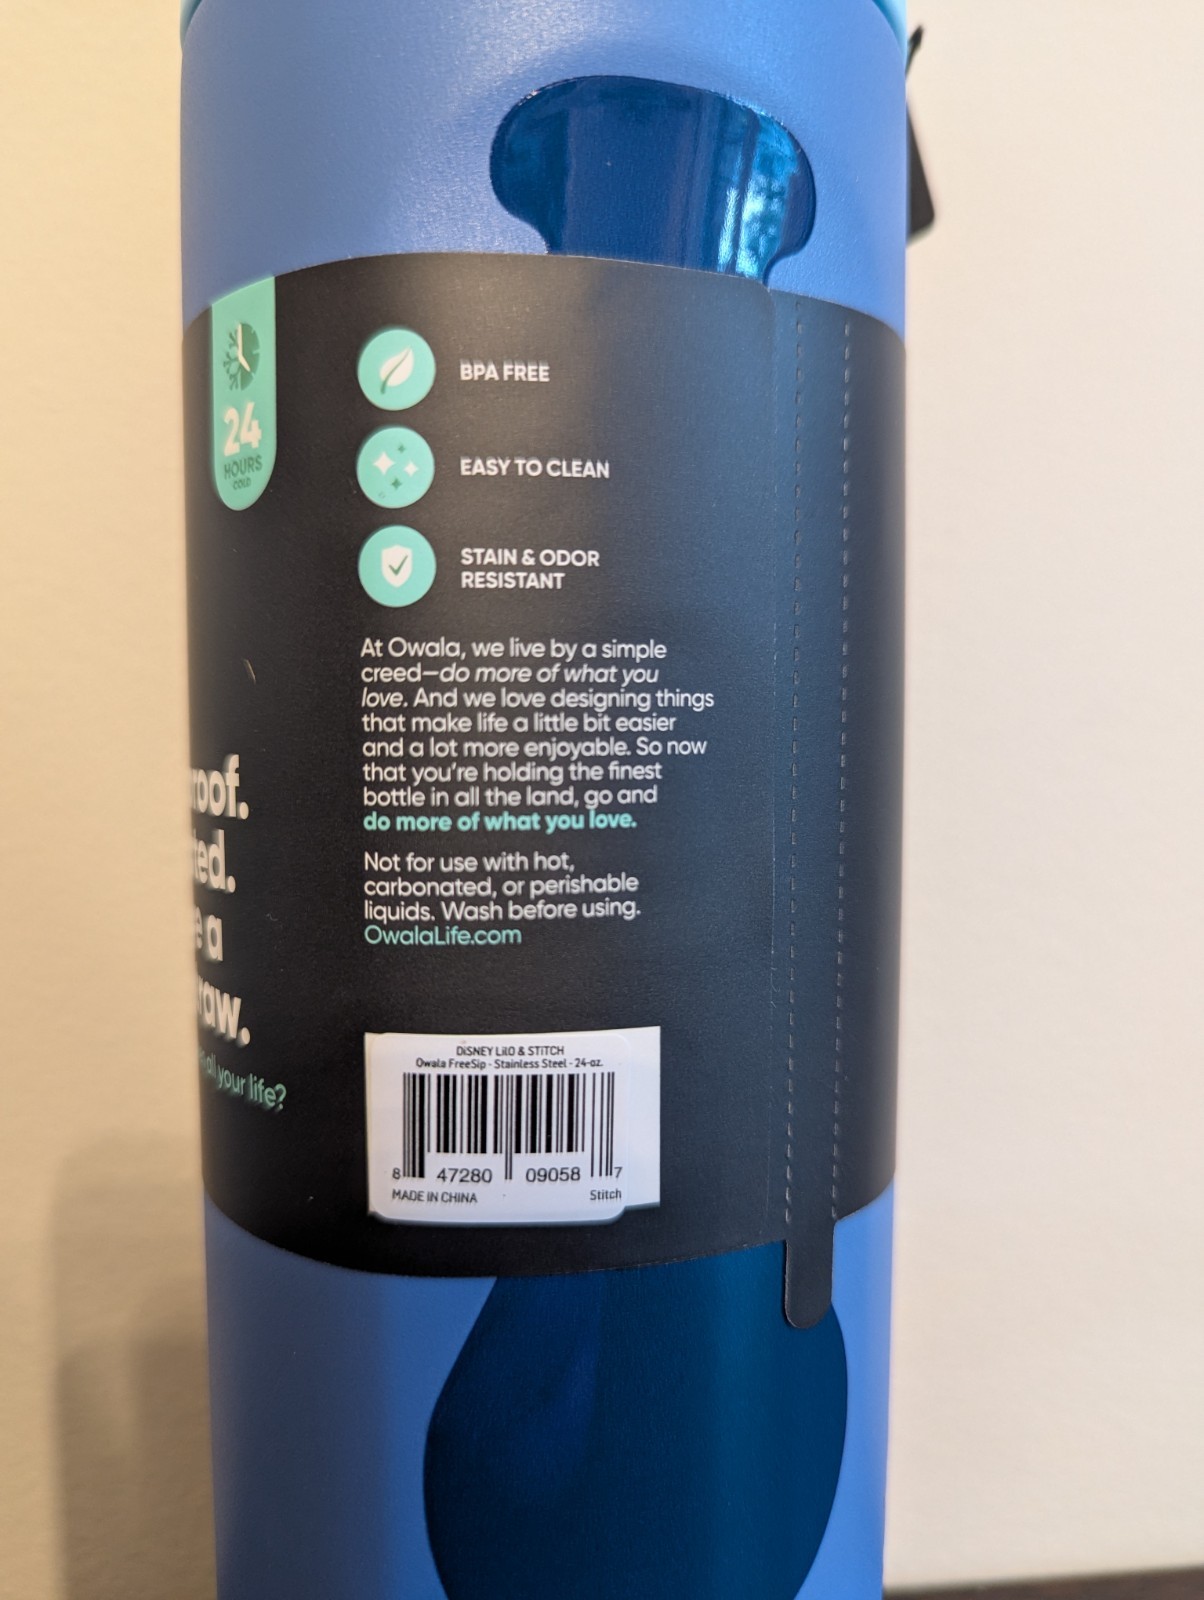 24
HOURS
COLD
BPA FREE
EASY TO CLEAN
STAIN & ODOR
RESISTANT
At Owala, we live by a simple
creed—do more of what you
love. And we love designing things
that make life a little bit easier
and a lot more enjoyable. So now
that you're holding the finest
bottle in all the land, go and
do more of what you love.
Not for use with hot,
carbonated, or perishable
liquids. Wash before using.
OwalaLife.com
a
all your life?
DiSNEY LiLO & STiTCH
Owala FreeSip - Stainless Steel - 24-oz.
8 47280 09058 7
MADE IN CHINA Stitch